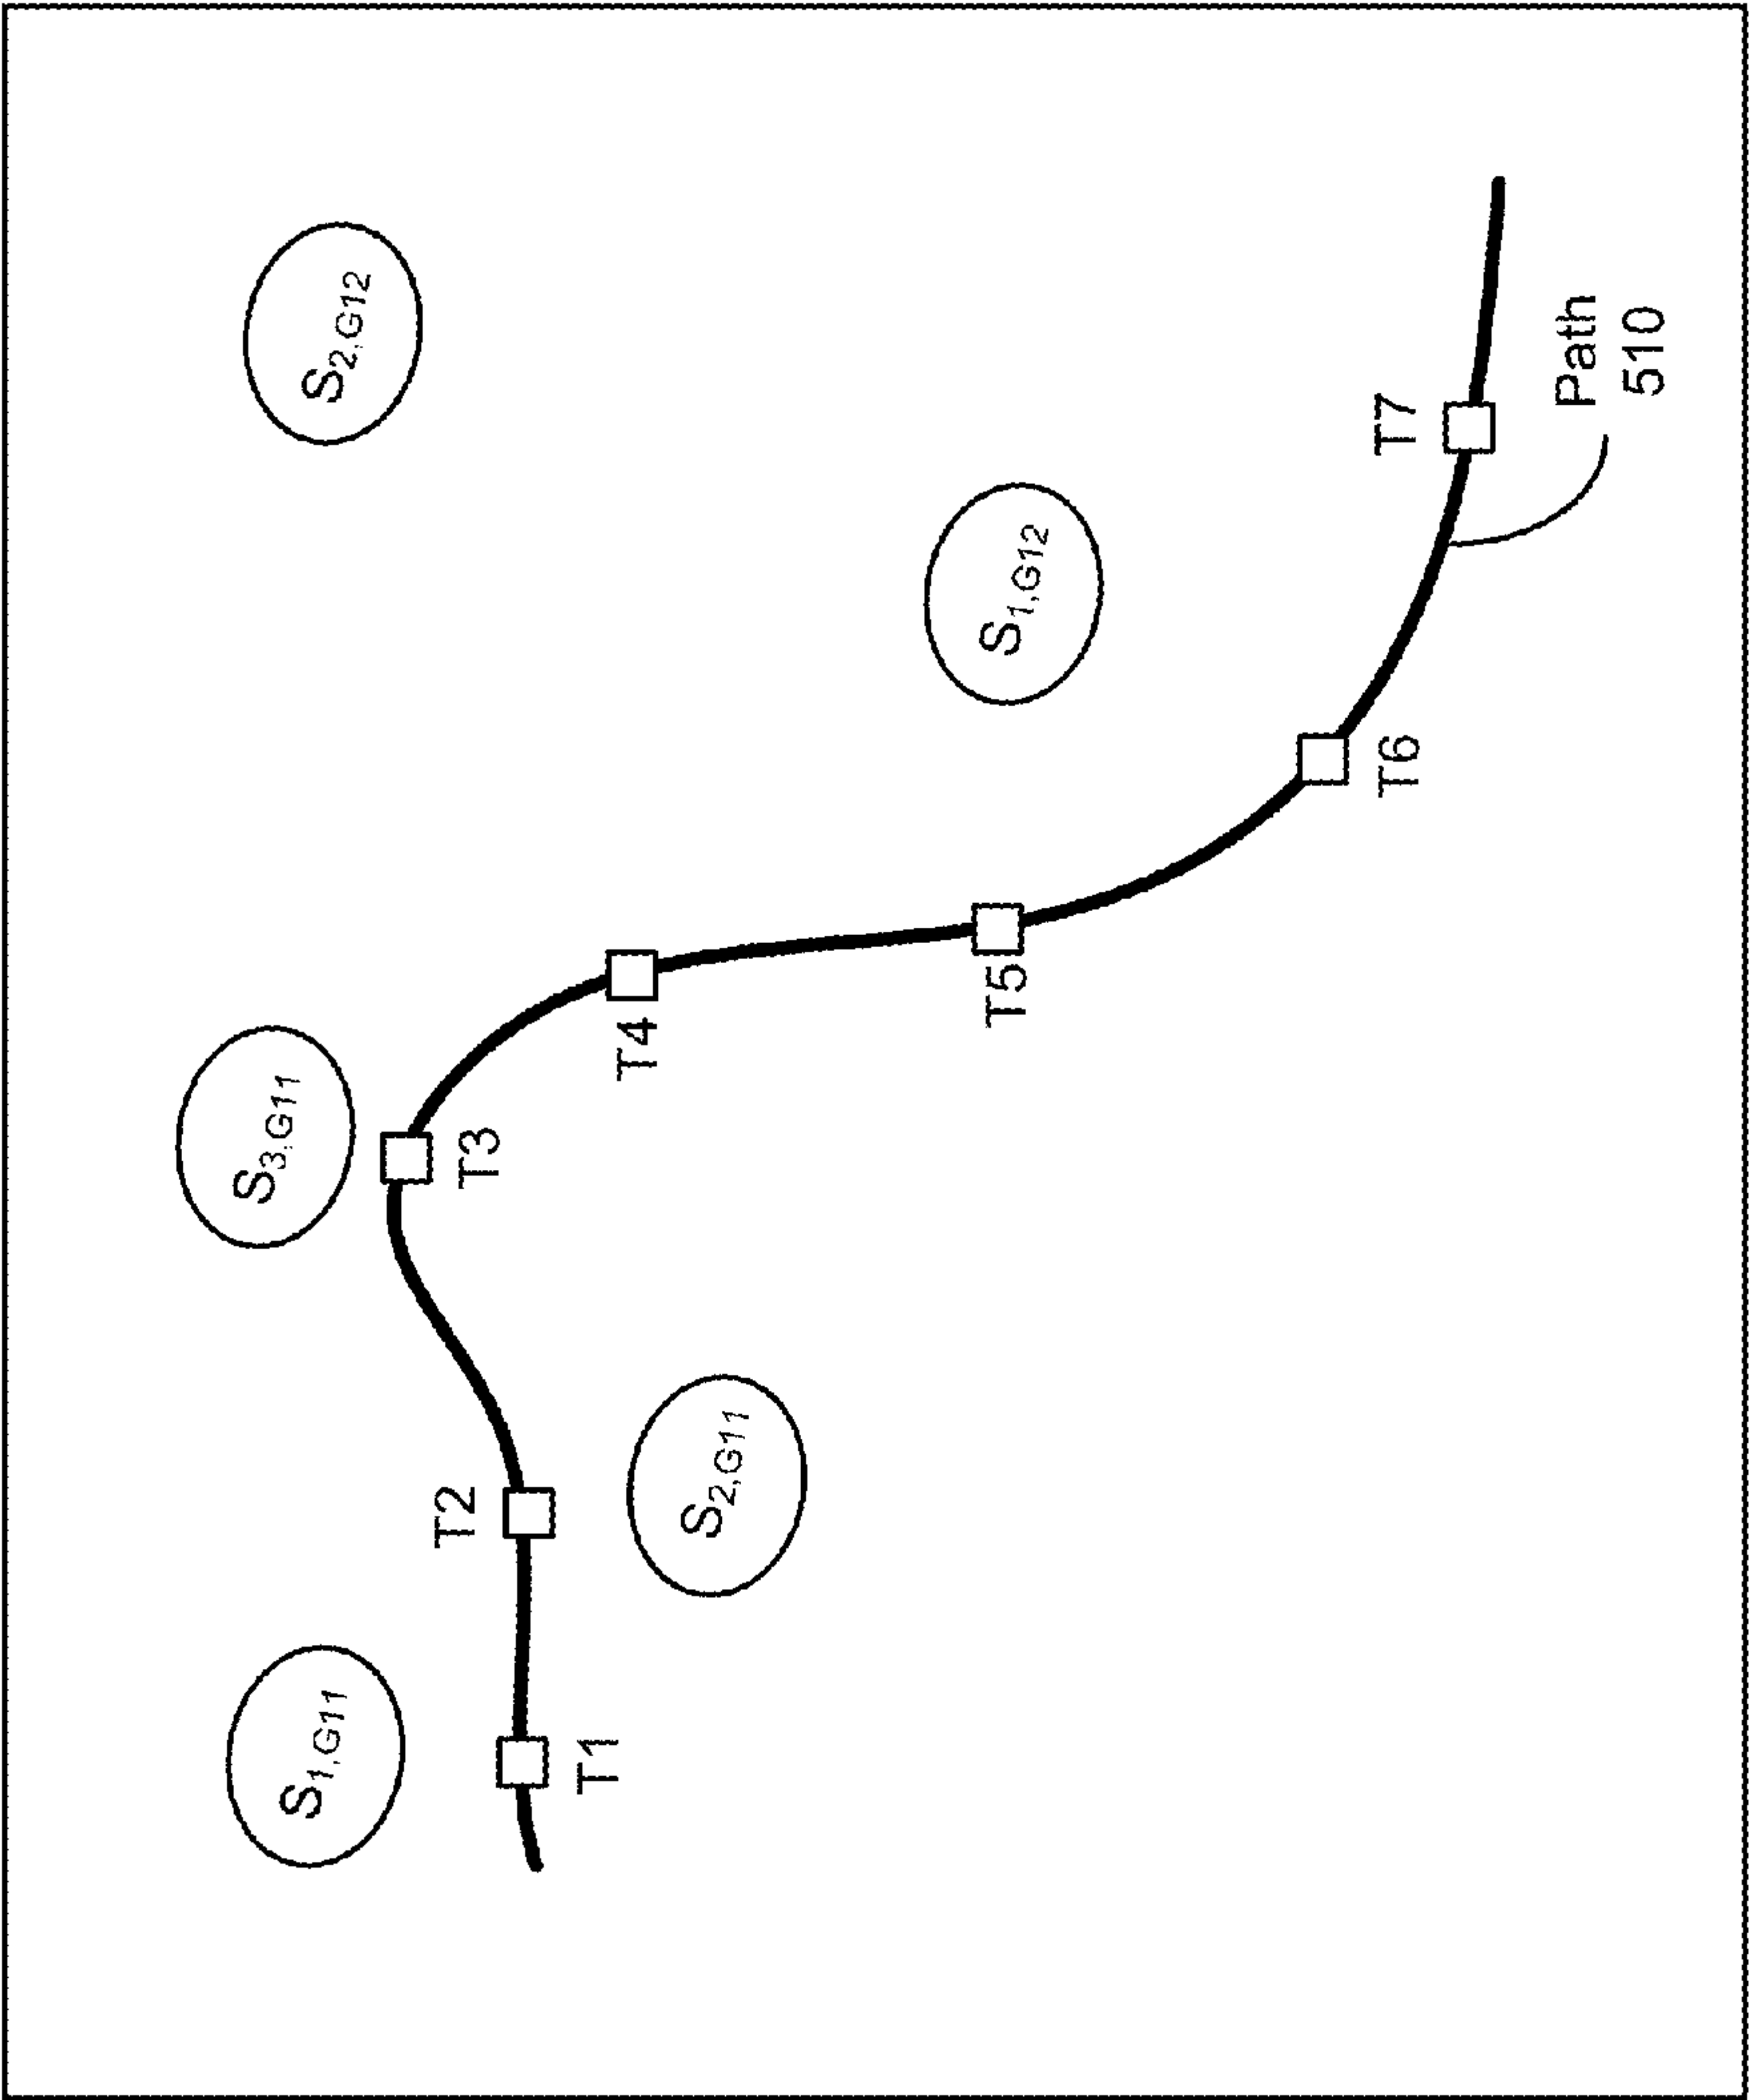 S1,G11
T1
T2
S2,G11
S3,G11
T3
T4
T5
S1,G12
T6
S2,G12
T7
Path
510